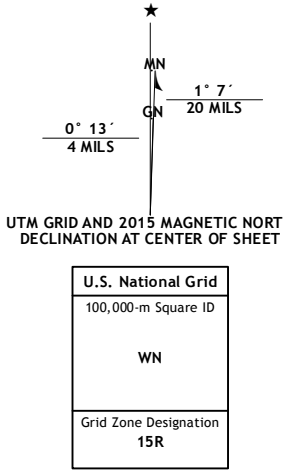 MN
1° 7´
20 MILS
GN
0° 13´
4 MILS
UTM GRID AND 2015 MAGNETIC NORT
DECLINATION AT CENTER OF SHEET
U.S. National Grid
100,000-m Square ID
WN
Grid Zone Designation
15R